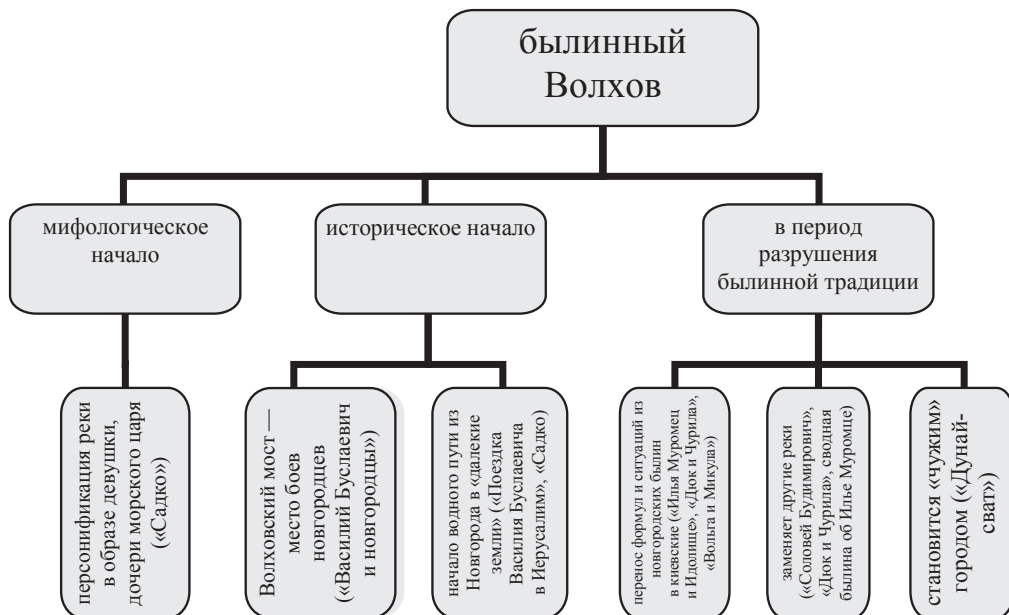 былинный
Волхов
мифологическое
начало
историческое начало
в период
разрушения
былинной традиции
персонификация реки
в образе девушки,
дочери морского царя
(«Садко»)
Волховский мост —
место боев
новгородцев
(«Василий Буслаевич
и новгородцы»)
начало водного пути из
Новгорода в «далекие
земли» («Поездка
Василия Буслаевича
в Иерусалим», «Садко)
перенос формул и ситуаций из
новгородских былин
в киевские («Илья Муромец
и Идолище», «Дюк и Чурила»,
«Вольга и Микула»)
заменяет другие реки
(«Соловей Будимирович»,
«Дюк и Чурила», сводная
былина об Илье Муромце)
становится «чужим»
городом («Дунай-
сват»)